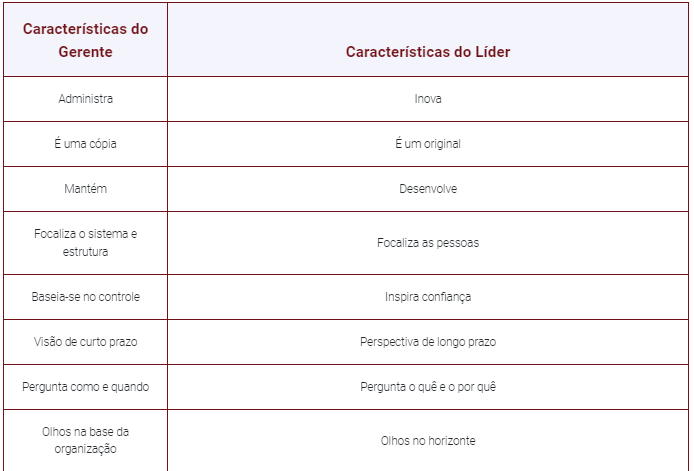 Características do
Gerente
Características do Líder
Administra
Inova
É uma cópia
É um original
Mantém
Desenvolve
Focaliza o sistema e
estrutura
Focaliza as pessoas
Baseia-se no controle
Inspira confiança
Visão de curto prazo
Perspectiva de longo prazo
Pergunta como e quando
Pergunta o quê e o por quê
Olhos na base da
organização
Olhos no horizonte